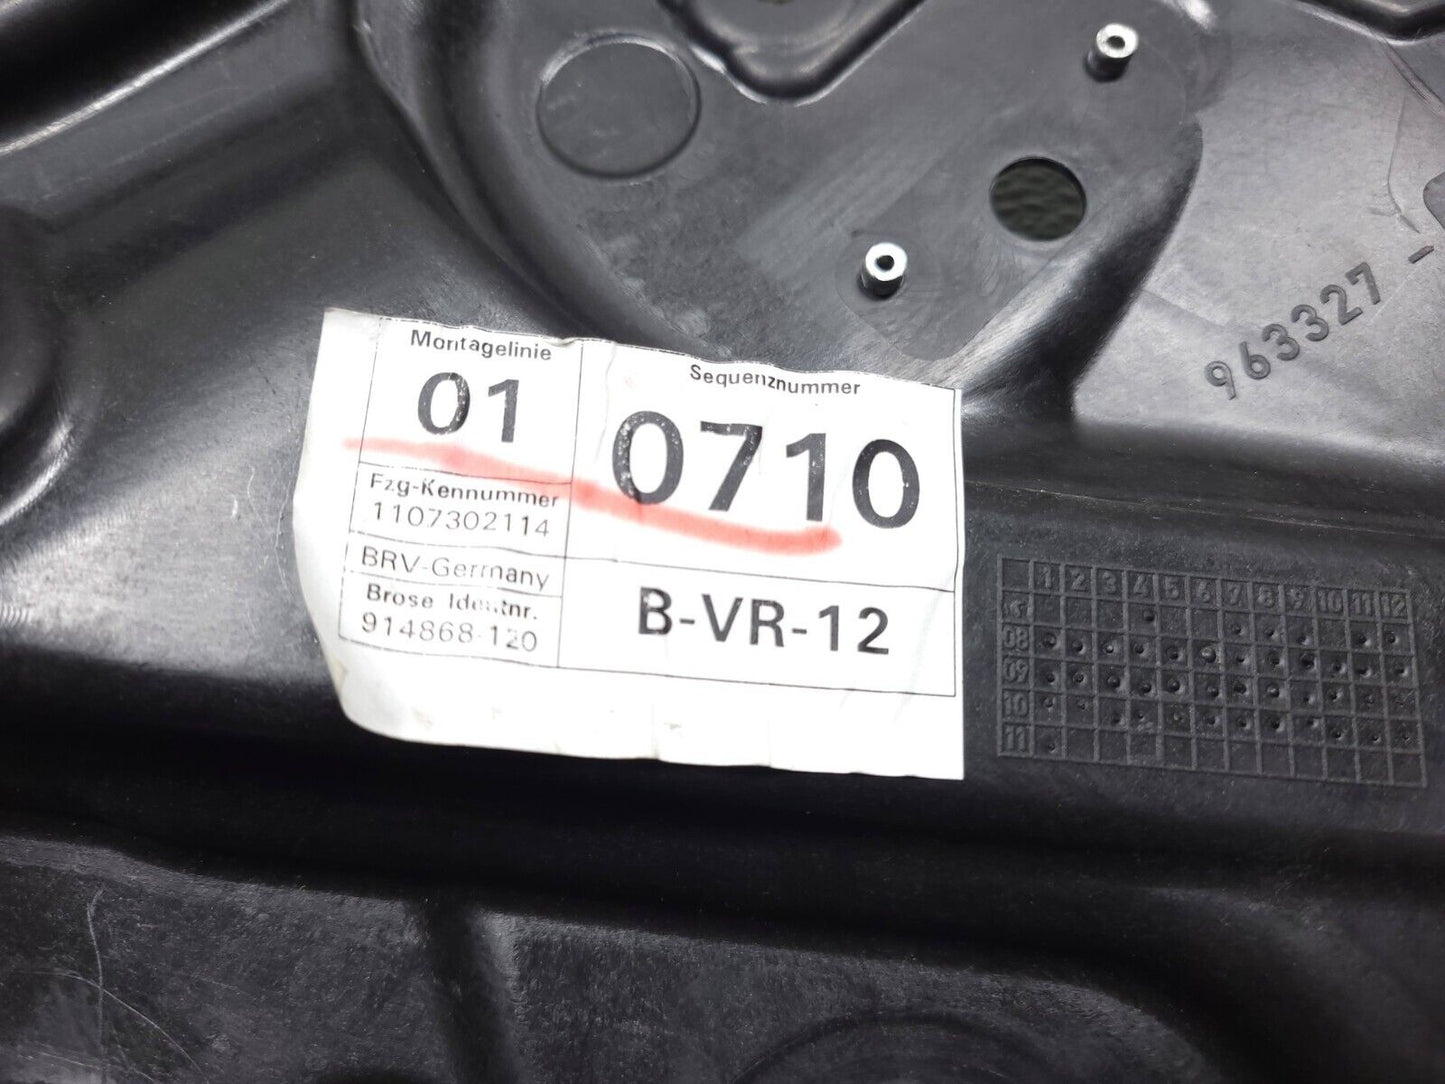 963327 -
Montagelinie
01
Sequenznummer
0710
Fzg-Kennummer
1107302114
BRV-Germany
Brose Identnr.
914868-120
B-VR-12
1 2 3 4 5 6 7 8 9 10 11 12
08
09
10
11